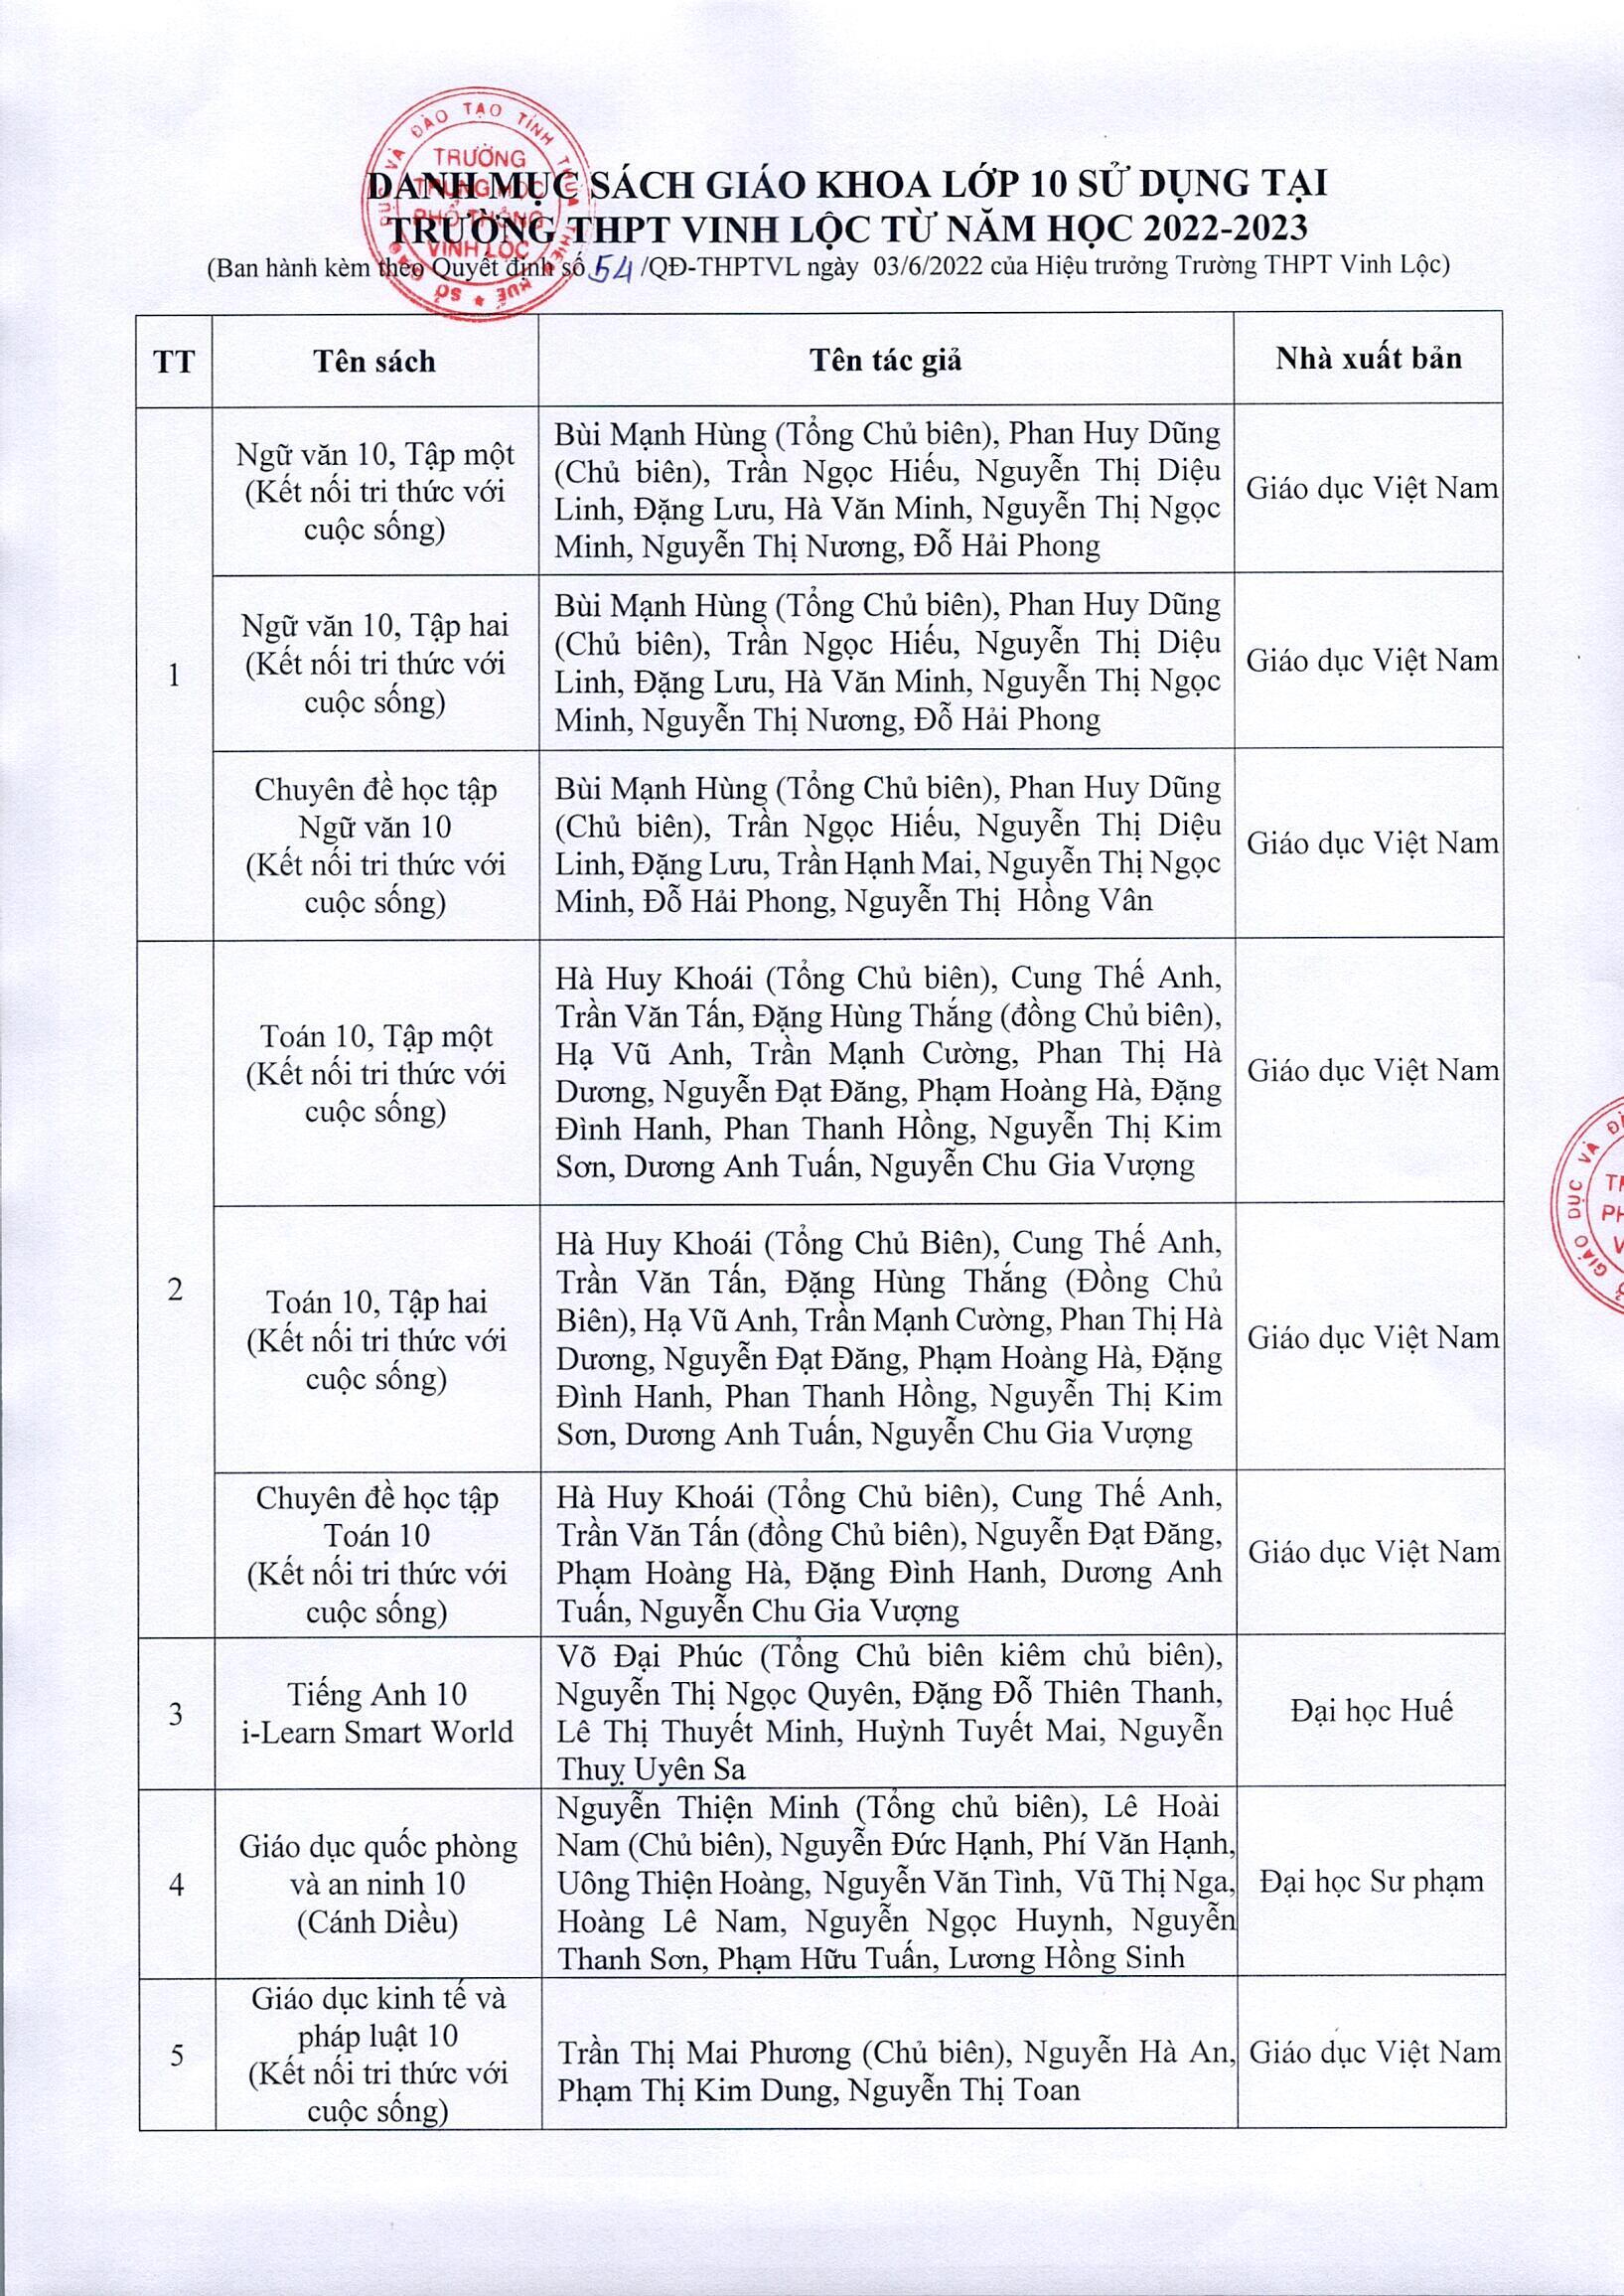 DANH MỤC SÁCH GIÁO KHOA LỚP 10 SỬ DỤNG TẠI
TRƯỜNG THPT VINH LỘC TỪ NĂM HỌC 2022-2023
(Ban hành kèm theo Quyết định số 54 /QĐ-THPTVL ngày 03/6/2022 của Hiệu trưởng Trường THPT Vinh Lộc)
SỞ GIÁO DỤC VÀ ĐÀO TẠO TỈNH THỪA THIÊN HUẾ
TRƯỜNG
TRUNG HỌC
PHỔ THÔNG
VINH LỘC
TT
Tên sách
Tên tác giả
Nhà xuất bản
1
Ngữ văn 10, Tập một
(Kết nối tri thức với
cuộc sống)
Bùi Mạnh Hùng (Tổng Chủ biên), Phan Huy Dũng
(Chủ biên), Trần Ngọc Hiếu, Nguyễn Thị Diệu
Linh, Đặng Lưu, Hà Văn Minh, Nguyễn Thị Ngọc
Minh, Nguyễn Thị Nương, Đỗ Hải Phong
Giáo dục Việt Nam
Ngữ văn 10, Tập hai
(Kết nối tri thức với
cuộc sống)
Bùi Mạnh Hùng (Tổng Chủ biên), Phan Huy Dũng
(Chủ biên), Trần Ngọc Hiếu, Nguyễn Thị Diệu
Linh, Đặng Lưu, Hà Văn Minh, Nguyễn Thị Ngọc
Minh, Nguyễn Thị Nương, Đỗ Hải Phong
Giáo dục Việt Nam
Chuyên đề học tập
Ngữ văn 10
(Kết nối tri thức với
cuộc sống)
Bùi Mạnh Hùng (Tổng Chủ biên), Phan Huy Dũng
(Chủ biên), Trần Ngọc Hiếu, Nguyễn Thị Diệu
Linh, Đặng Lưu, Trần Hạnh Mai, Nguyễn Thị Ngọc
Minh, Đỗ Hải Phong, Nguyễn Thị Hồng Vân
Giáo dục Việt Nam
2
Toán 10, Tập một
(Kết nối tri thức với
cuộc sống)
Hà Huy Khoái (Tổng Chủ biên), Cung Thế Anh,
Trần Văn Tấn, Đặng Hùng Thắng (đồng Chủ biên),
Hạ Vũ Anh, Trần Mạnh Cường, Phan Thị Hà
Dương, Nguyễn Đạt Đăng, Phạm Hoàng Hà, Đặng
Đình Hanh, Phan Thanh Hồng, Nguyễn Thị Kim
Sơn, Dương Anh Tuấn, Nguyễn Chu Gia Vượng
Giáo dục Việt Nam
Toán 10, Tập hai
(Kết nối tri thức với
cuộc sống)
Hà Huy Khoái (Tổng Chủ Biên), Cung Thế Anh,
Trần Văn Tấn, Đặng Hùng Thắng (Đồng Chủ
Biên), Hạ Vũ Anh, Trần Mạnh Cường, Phan Thị Hà
Dương, Nguyễn Đạt Đăng, Phạm Hoàng Hà, Đặng
Đình Hanh, Phan Thanh Hồng, Nguyễn Thị Kim
Sơn, Dương Anh Tuấn, Nguyễn Chu Gia Vượng
Giáo dục Việt Nam
Chuyên đề học tập
Toán 10
(Kết nối tri thức với
cuộc sống)
Hà Huy Khoái (Tổng Chủ biên), Cung Thế Anh,
Trần Văn Tấn (đồng Chủ biên), Nguyễn Đạt Đăng,
Phạm Hoàng Hà, Đặng Đình Hanh, Dương Anh
Tuấn, Nguyễn Chu Gia Vượng
Giáo dục Việt Nam
3
Tiếng Anh 10
i-Learn Smart World
Võ Đại Phúc (Tổng Chủ biên kiêm chủ biên),
Nguyễn Thị Ngọc Quyên, Đặng Đỗ Thiên Thanh,
Lê Thị Thuyết Minh, Huỳnh Tuyết Mai, Nguyễn
Thuỵ Uyên Sa
Đại học Huế
4
Giáo dục quốc phòng
và an ninh 10
(Cánh Diều)
Nguyễn Thiện Minh (Tổng chủ biên), Lê Hoài
Nam (Chủ biên), Nguyễn Đức Hạnh, Phí Văn Hạnh,
Uông Thiện Hoàng, Nguyễn Văn Tình, Vũ Thị Nga,
Hoàng Lê Nam, Nguyễn Ngọc Huynh, Nguyễn
Thanh Sơn, Phạm Hữu Tuấn, Lương Hồng Sinh
Đại học Sư phạm
5
Giáo dục kinh tế và
pháp luật 10
(Kết nối tri thức với
cuộc sống)
Trần Thị Mai Phương (Chủ biên), Nguyễn Hà An,
Phạm Thị Kim Dung, Nguyễn Thị Toan
Giáo dục Việt Nam
GIÁO DỤC VÀ